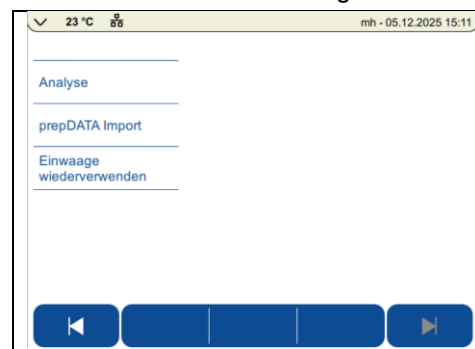 23 °C
mh - 05.12.2025 15:11
Analyse
prepDATA Import
Einwaage
wiederverwenden